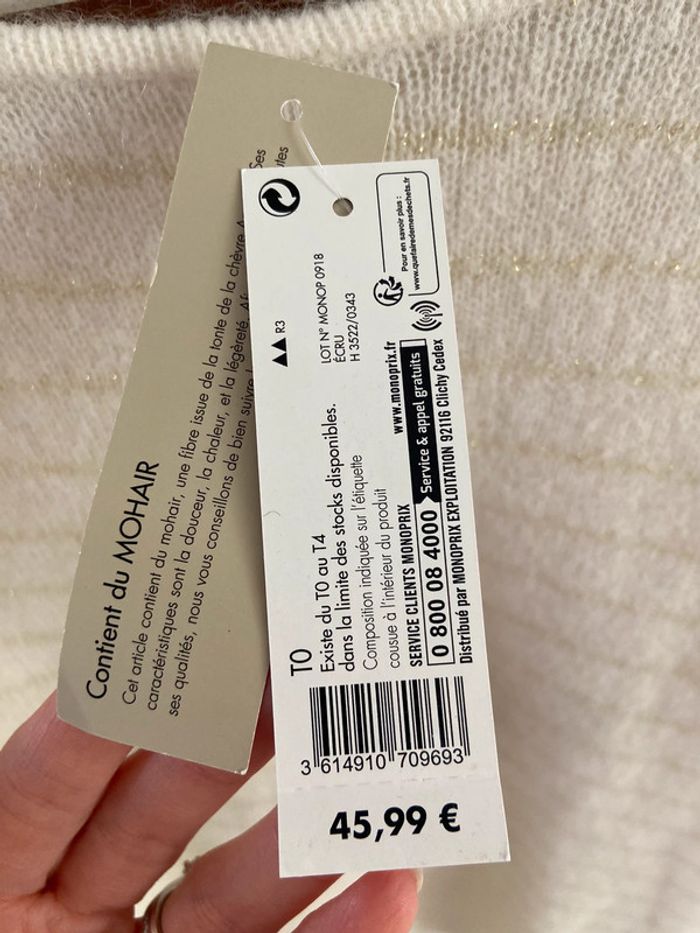 Contient du MOHAIR
Cet article contient du mohair, une fibre issue de la tonte de la chèvre
caractéristiques sont la douceur, la chaleur, et la légèreté.
ses qualités, nous vous conseillons de bien suivre
R3
LOT N° MONOP 0918
ÉCRU
H 3522/0343
T0
Existe du T0 au T4
dans la limite des stocks disponibles.
Composition indiquée sur l'étiquette
cousue à l'intérieur du produit
Pour en savoir plus :
www.quefairedemesdechets.fr
SERVICE CLIENTS MONOPRIX www.monoprix.fr
0 800 08 4000 Service & appel gratuits
Distribué par MONOPRIX EXPLOITATION 92116 Clichy Cedex
3 614910 709693
45,99 €